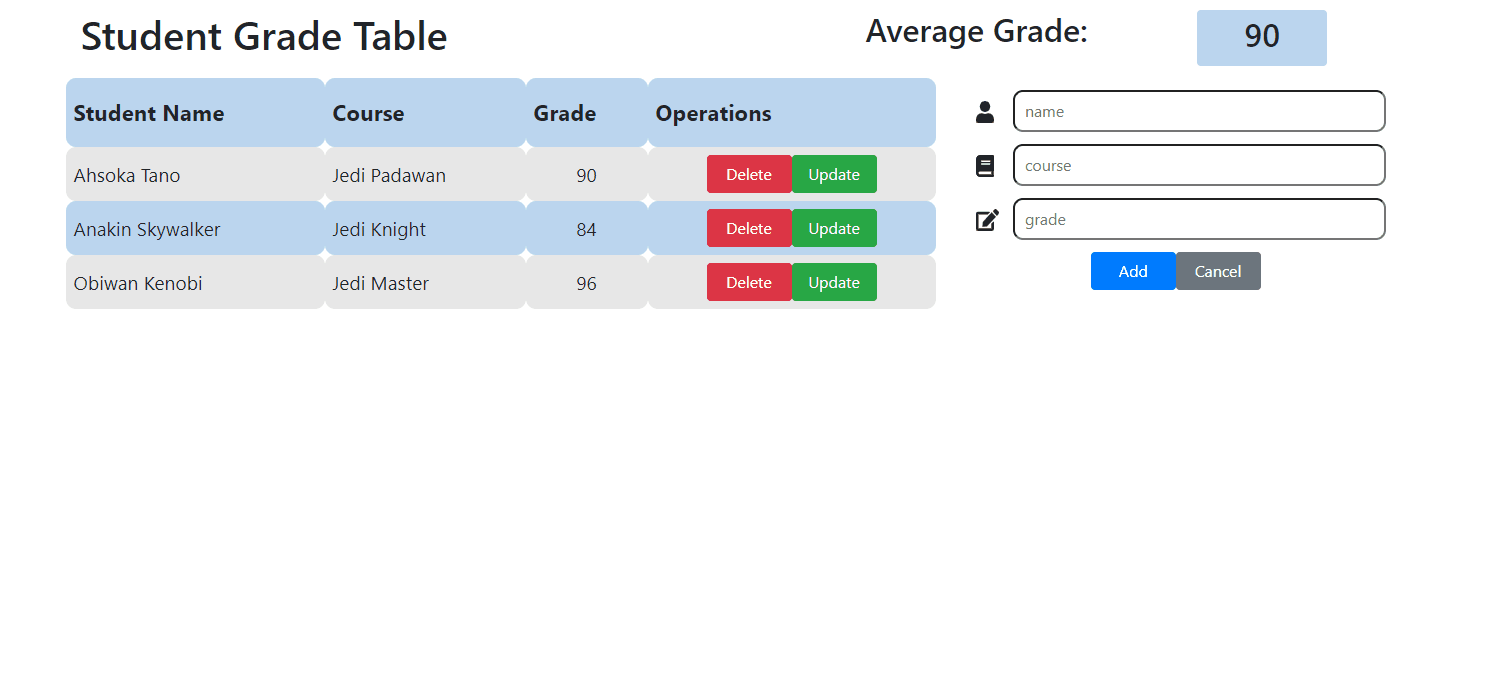 Student Grade Table
Average Grade: 90
Student Name Course Grade Operations
Ahsoka Tano Jedi Padawan 90 Delete Update
Anakin Skywalker Jedi Knight 84 Delete Update
Obiwan Kenobi Jedi Master 96 Delete Update
name
course
grade
Add Cancel